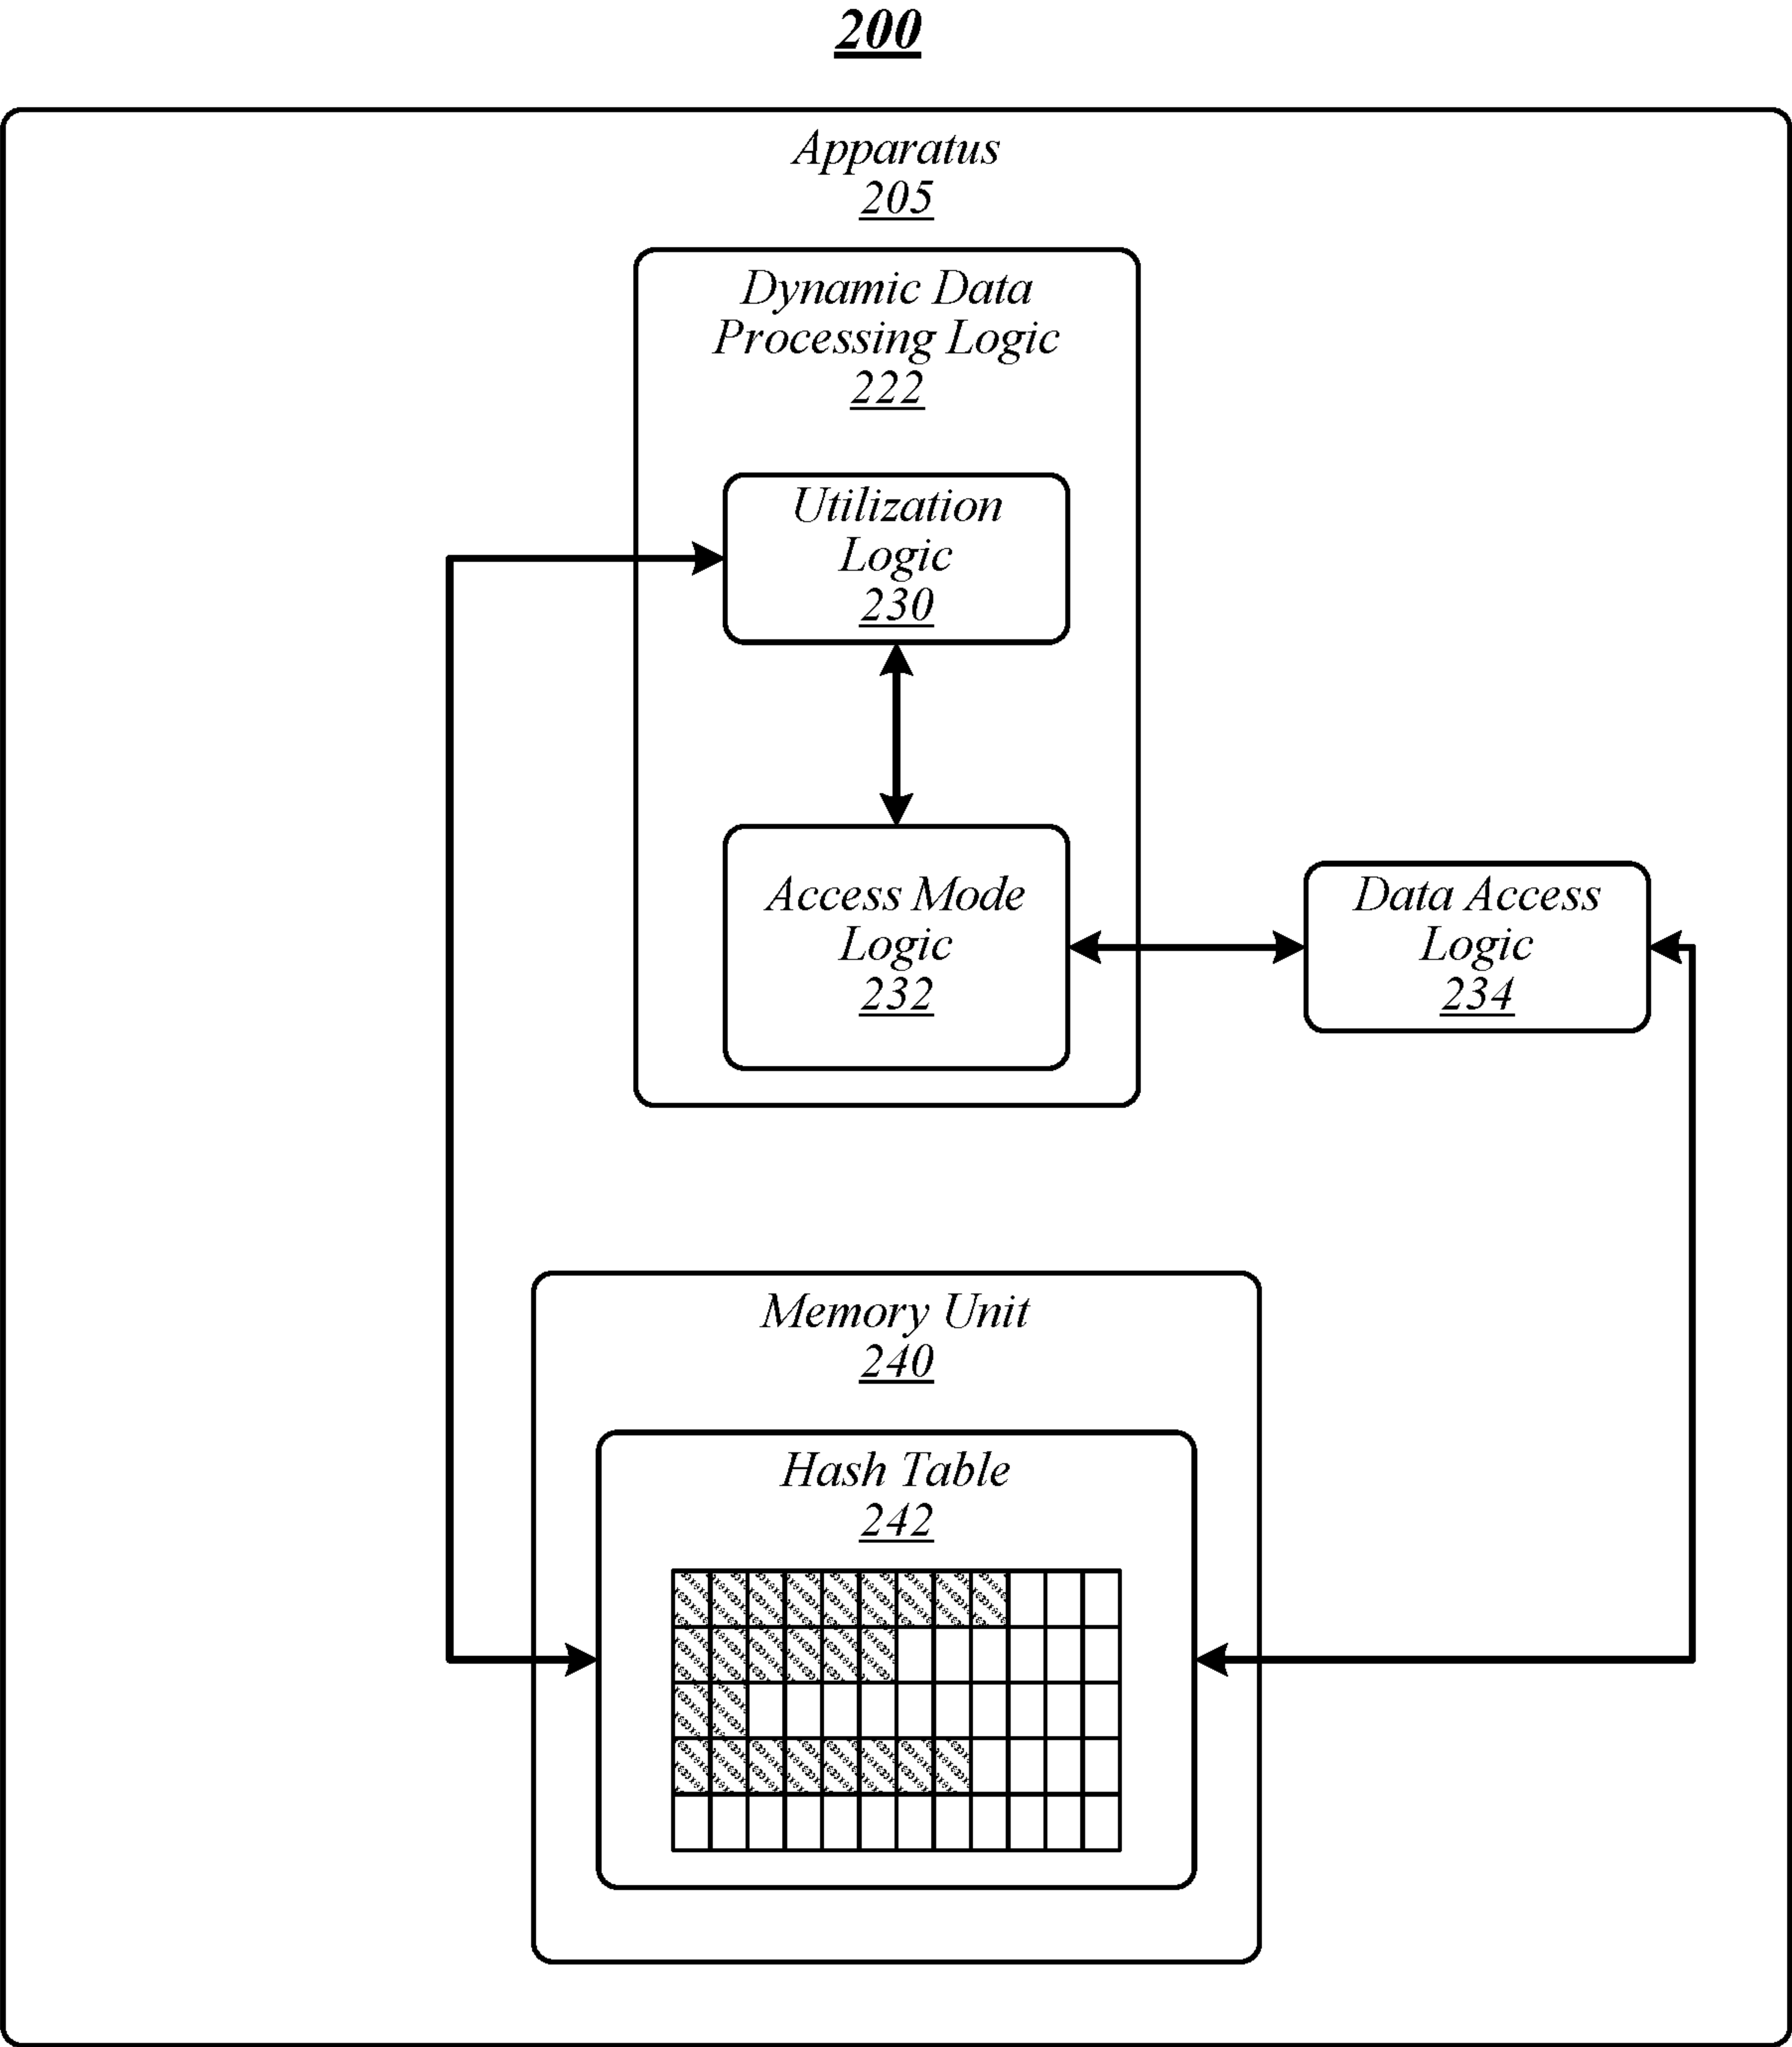 200
Apparatus
205
Dynamic Data
Processing Logic
222
Utilization
Logic
230
Access Mode
Logic
232
Data Access
Logic
234
Memory Unit
240
Hash Table
242